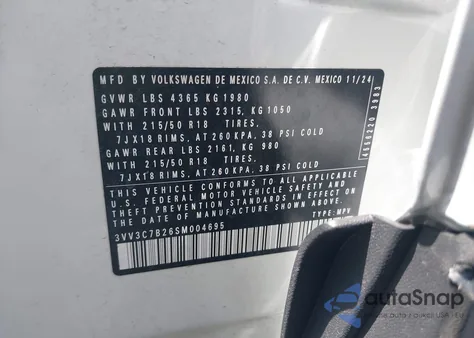 MFD BY VOLKSWAGEN DE MEXICO S.A. DE C.V. MEXICO 11/24
GVWR LBS 4365 KG 1980
GAWR FRONT LBS 2315, KG 1050
WITH 215/50 R18 TIRES.
7JX18 RIMS, AT 260 KPA, 38 PSI COLD
GAWR REAR LBS 2161, KG 980
WITH 215/50 R18 TIRES.
7JX18 RIMS, AT 260 KPA, 38 PSI COLD
THIS VEHICLE CONFORMS TO ALL APPLICABLE
U.S. FEDERAL MOTOR VEHICLE SAFETY AND
THEFT PREVENTION STANDARDS IN EFFECT
ON THE DATE OF MANUFACTURE SHOWN ABOVE.
3VV3C7B26SM004695
TYPE: MPV
4566220 3983
autoSnap